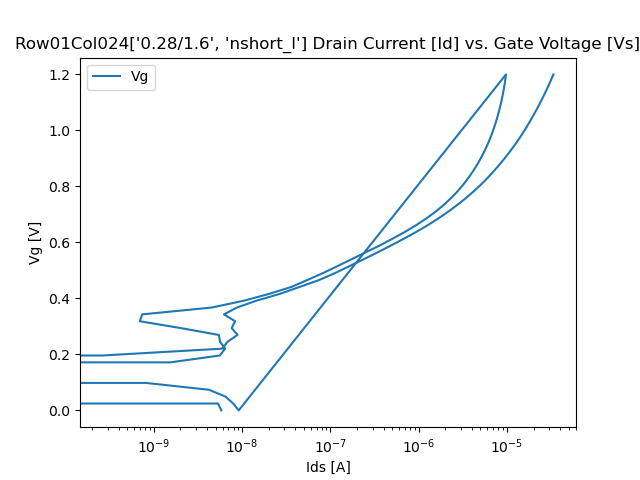 Row01Col024['0.28/1.6', 'nshort_l'] Drain Current [Id] vs. Gate Voltage [Vs]
Vg
1.2
1.0
0.8
0.6
0.4
0.2
0.0
Vg [V]
10⁻⁹ 10⁻⁸ 10⁻⁷ 10⁻⁶ 10⁻⁵
Ids [A]